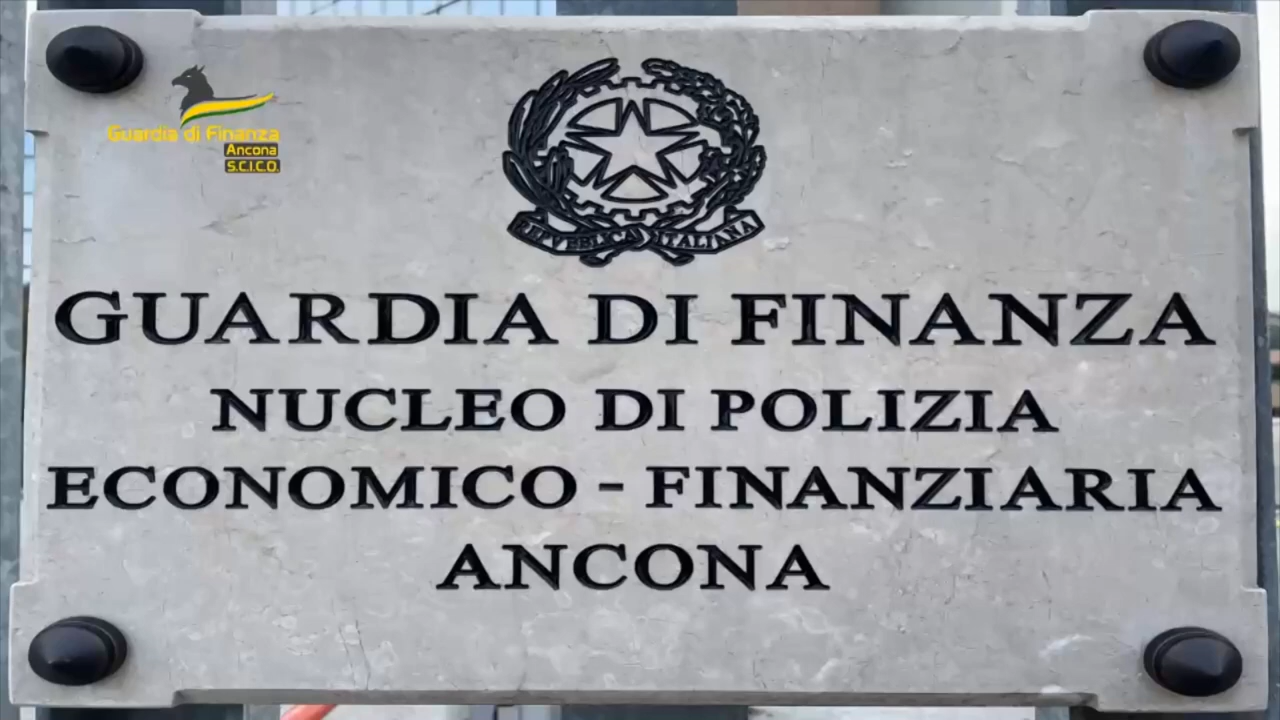 Guardia di Finanza
Ancona
S.C.I.C.O.
REPVBBLICA ITALIANA
GUARDIA DI FINANZA
NUCLEO DI POLIZIA
ECONOMICO - FINANZIARIA
ANCONA